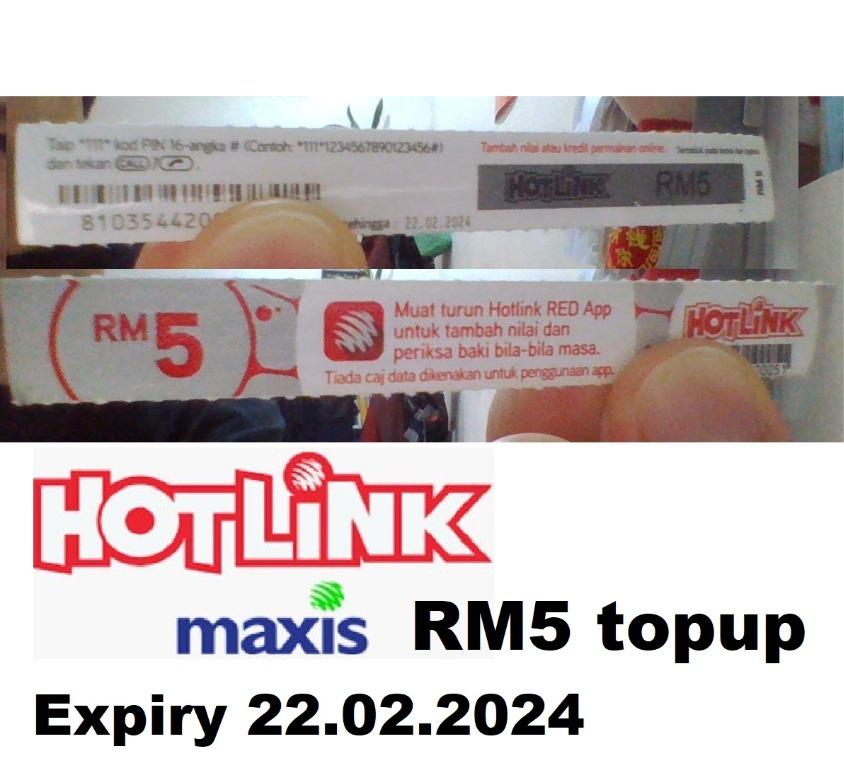 Taip *111* kod PIN 16-angka # (Contoh: *111*1234567890123456#)
dan tekan CALL /
Tambah nilai atau kredit permainan online.
HOTLINK RM5
RM 5
8103544200
sehingga : 22.02.2024
RM5
Muat turun Hotlink RED App
untuk tambah nilai dan
periksa baki bila-bila masa.
Tiada caj data dikenakan untuk penggunaan app.
HOTLINK
HOTLINK
maxis
RM5 topup
Expiry 22.02.2024